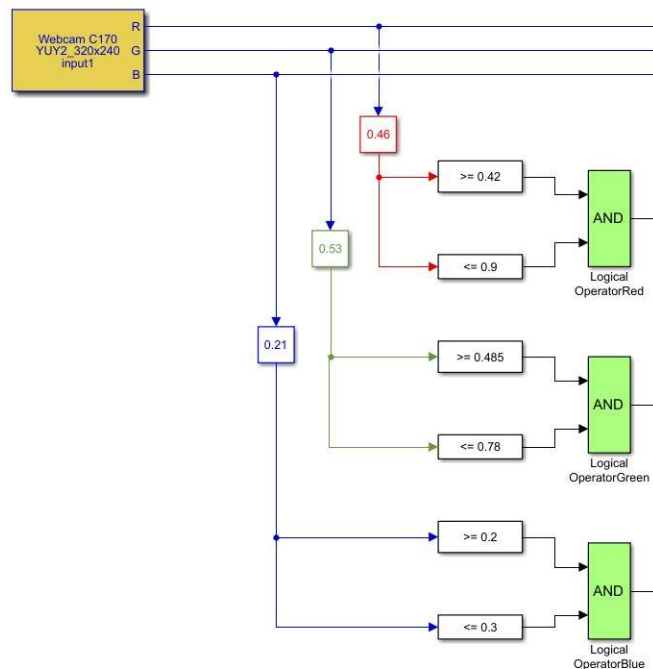 Webcam C170
YUY2_320x240
input1
R
G
B
0.46
>= 0.42
AND
<= 0.9
Logical
OperatorRed
0.53
0.21
>= 0.485
AND
<= 0.78
Logical
OperatorGreen
>= 0.2
AND
<= 0.3
Logical
OperatorBlue